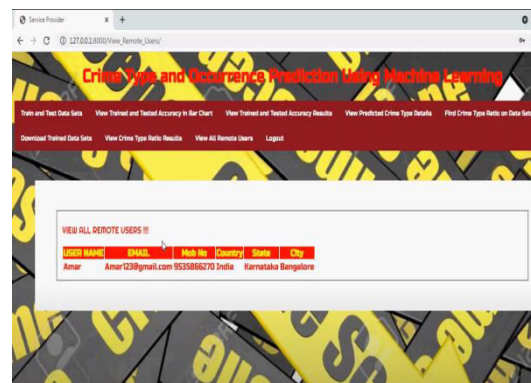 Service Provider
127.0.0.1:8000/View_Remote_Users/
Crime Type and Occurrence Prediction Using Machine Learning
Train and Test Data Sets View Trained and Tested Accuracy in Bar Chart View Trained and Tested Accuracy Results View Predicted Crime Type Details Find Crime Type Ratio on Data Sets
Download Trained Data Sets View Crime Type Ratio Results View All Remote Users Logout
VIEW ALL REMOTE USERS !!!
USER NAME EMAIL Mob No Country State City
Amar Amar123@gmail.com 9535866270 India Karnataka Bangalore